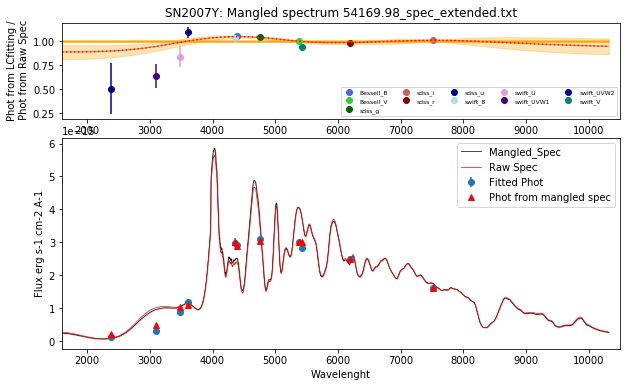 SN2007Y: Mangled spectrum 54169.98_spec_extended.txt
Phot from LCfitting /
Phot from Raw Spec
1.00
0.75
0.50
0.25
Bessell_B
Bessell_V
sdss_g
sdss_i
sdss_r
sdss_u
swift_B
swift_U
swift_UVW1
swift_UVW2
swift_V
2000 3000 4000 5000 6000 7000 8000 9000 10000
Flux erg s-1 cm-2 A-1
6
5
4
3
2
1
0
Mangled_Spec
Raw Spec
Fitted Phot
Phot from mangled spec
2000 3000 4000 5000 6000 7000 8000 9000 10000
Wavelenght